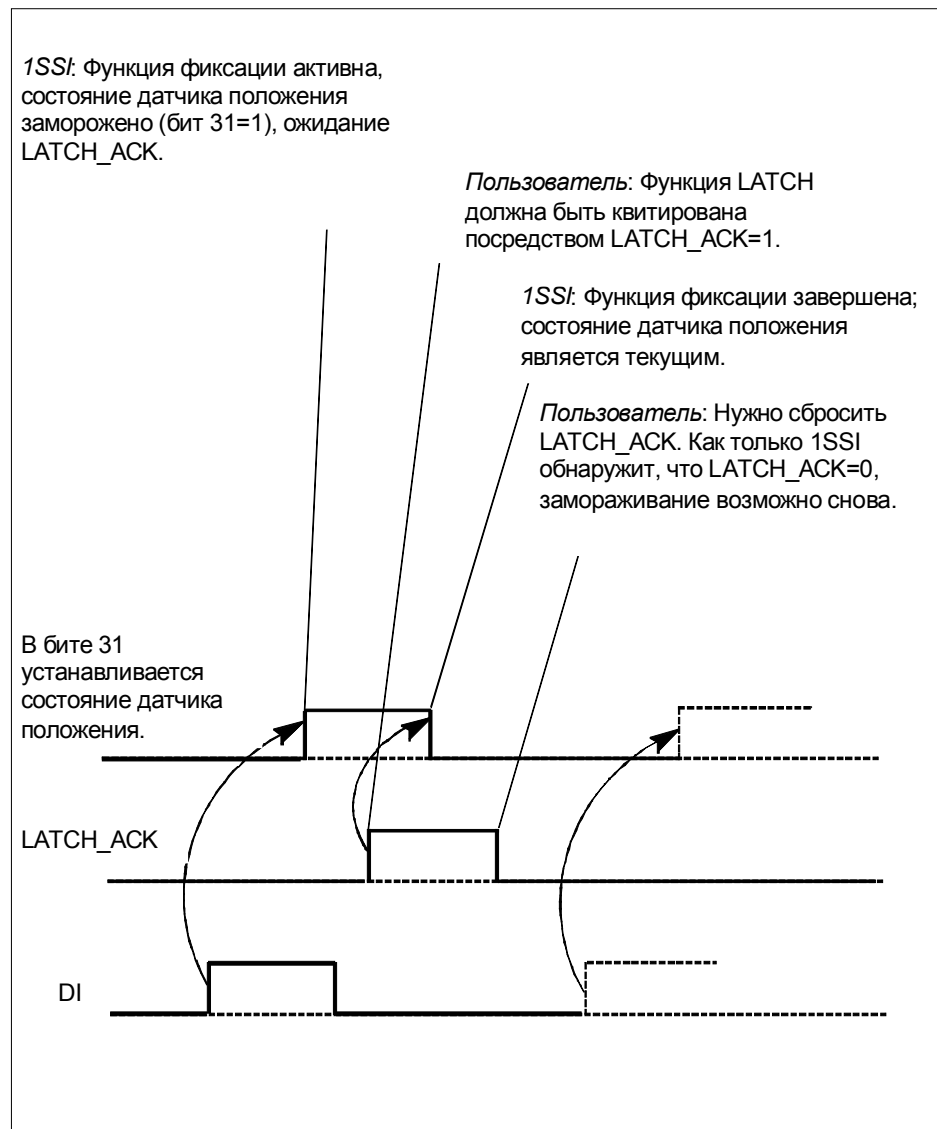 1SSI: Функция фиксации активна,
состояние датчика положения
заморожено (бит 31=1), ожидание
LATCH_ACK.
Пользователь: Функция LATCH
должна быть квитирована
посредством LATCH_ACK=1.
1SSI: Функция фиксации завершена;
состояние датчика положения
является текущим.
Пользователь: Нужно сбросить
LATCH_ACK. Как только 1SSI
обнаружит, что LATCH_ACK=0,
замораживание возможно снова.
В бите 31
устанавливается
состояние датчика
положения.
LATCH_ACK
DI